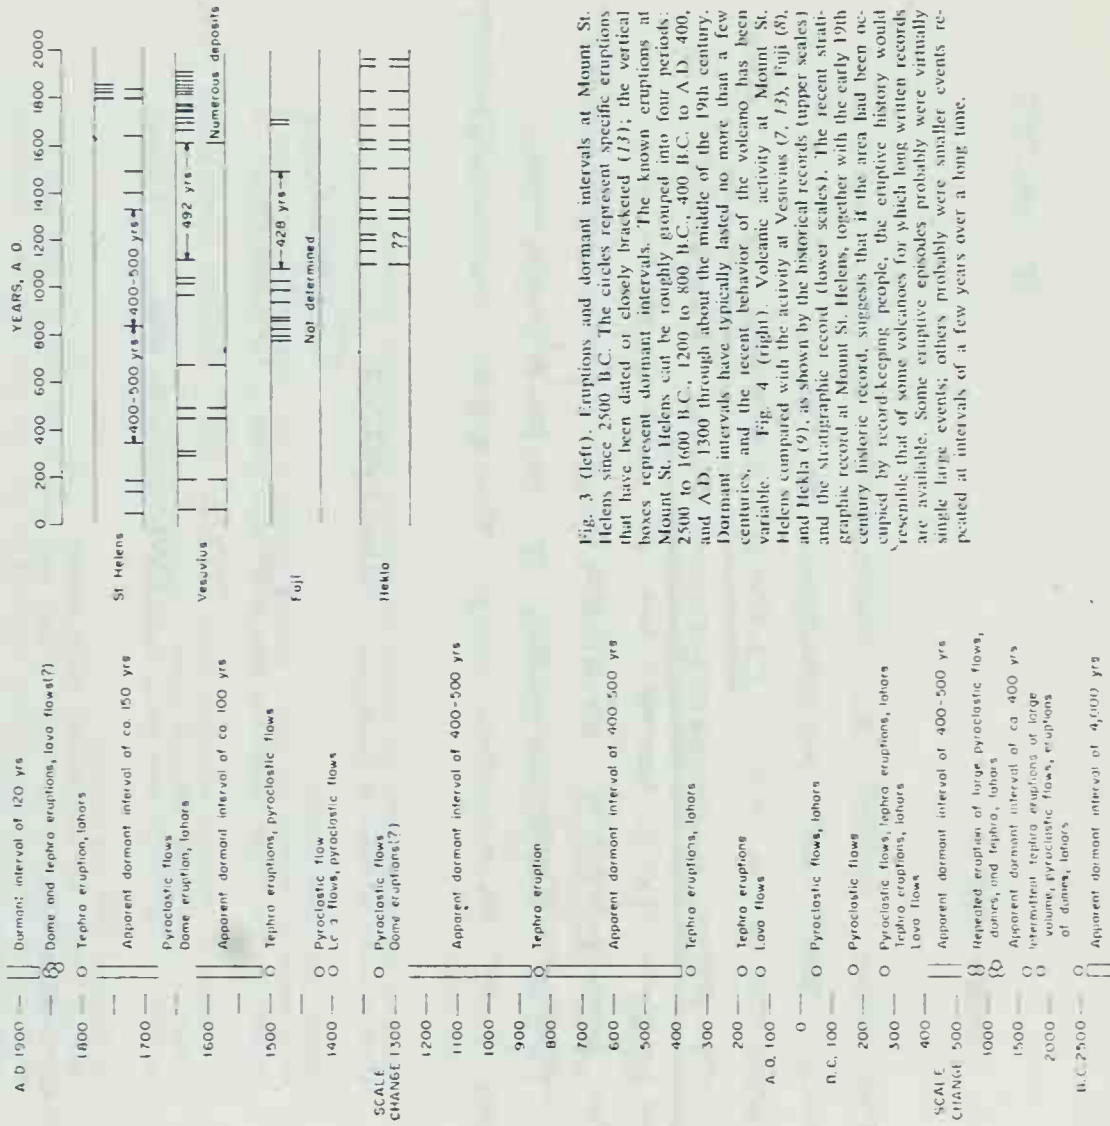 A D 1900
Dormant interval of 120 yrs
Dome and tephra eruptions, lava flows(?)
1800
Tephra eruption, lahars
Apparent dormant interval of ca 150 yrs
1700
Pyroclastic flows
Dome eruption, lahars
1600
Apparent dormant interval of ca 100 yrs
1500
Tephra eruptions, pyroclastic flows
1400
Pyroclastic flow
flows, pyroclastic flows
SCALE
CHANGE 1300
Pyroclastic flows
Dome eruptions(?)
1200
1100
Apparent dormant interval of 400-500 yrs
1000
900
Tephra eruption
800
700
600
Apparent dormant interval of 400 500 yrs
500
400
Tephra eruptions, lahars
300
200
Tephra eruptions
A.D. 100
Lava flows
0
Pyroclastic flows, lahars
B.C. 100
200
Pyroclastic flows
300
Pyroclastic flows, tephra eruptions, lahars
Tephra eruptions, lahars
Lava flows
400
Apparent dormant interval of 400-500 yrs
SCALE
CHANGE 500
1000
Repeated eruption of large pyroclastic flows,
domes, and tephra, lahars
1500
Apparent dormant interval of ca 400 yrs
Intermittent tephra eruptions of large
volume, pyroclastic flows, eruptions
of domes, lahars
2000
B.C. 2500
Apparent dormant interval of 4,000 yrs
YEARS, A D.
0 200 400 600 800 1000 1200 1400 1600 1800 2000
St Helens
400-500 yrs 400-500 yrs
Vesuvius
492 yrs
Numerous deposits
Fuji
428 yrs
Not determined
Hekla
??
Fig. 3 (left). Eruptions and dormant intervals at Mount St.
Helens since 2500 B.C. The circles represent specific eruptions
that have been dated or closely bracketed (13); the vertical
boxes represent dormant intervals. The known eruptions at
Mount St. Helens can be roughly grouped into four periods:
2500 to 1600 B.C., 1200 to 800 B.C., 400 B.C. to A.D. 400,
and A.D. 1300 through about the middle of the 19th century.
Dormant intervals have typically lasted no more than a few
centuries, and the recent behavior of the volcano has been
variable. Fig. 4 (right). Volcanic activity at Mount St.
Helens compared with the activity at Vesuvius (7, 13), Fuji (8),
and Hekla (9), as shown by the historical records (upper scales)
and the stratigraphic record (lower scales). The recent strati-
graphic record at Mount St. Helens, together with the early 19th
century historic record, suggests that if the area had been oc-
cupied by record-keeping people, the eruptive history would
resemble that of some volcanoes for which long written records
are available. Some eruptive episodes probably were virtually
single large events; others probably were smaller events re-
peated at intervals of a few years over a long time.